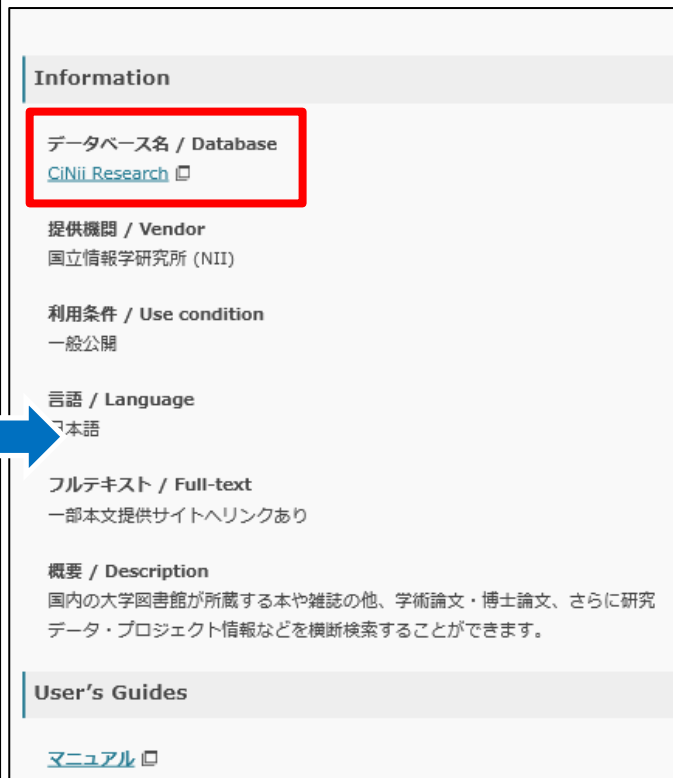 Information
データベース名 / Database
CiNii Research
提供機関 / Vendor
国立情報学研究所 (NII)
利用条件 / Use condition
一般公開
言語 / Language
日本語
フルテキスト / Full-text
一部本文提供サイトへリンクあり
概要 / Description
国内の大学図書館が所蔵する本や雑誌の他、学術論文・博士論文、さらに研究
データ・プロジェクト情報などを横断検索することができます。
User's Guides
マニュアル